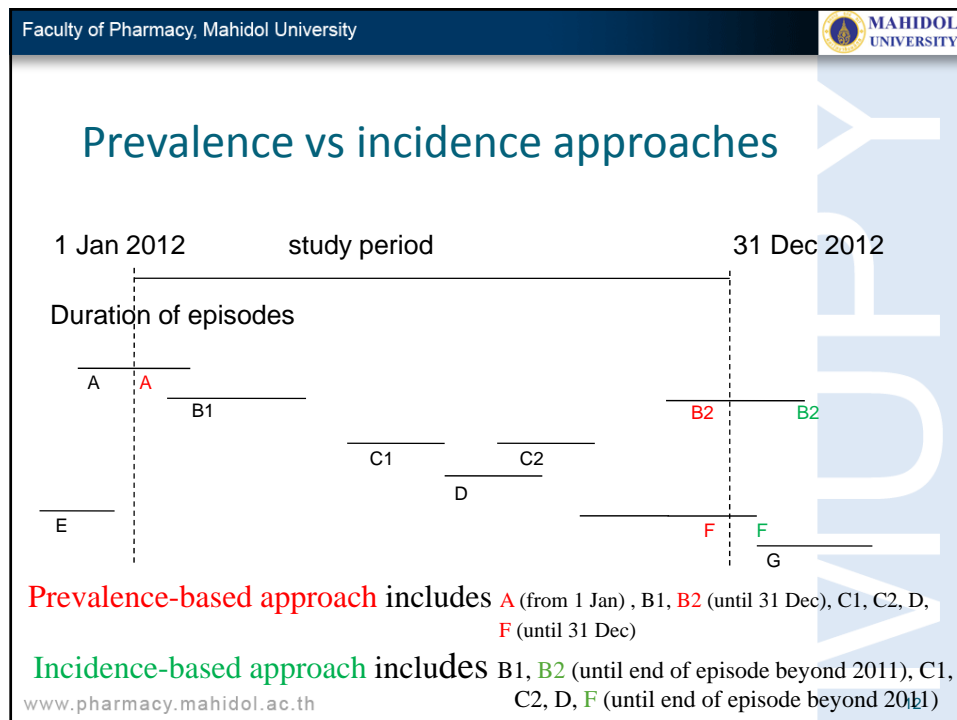 Faculty of Pharmacy, Mahidol University
MAHIDOL
UNIVERSITY
MUPY
Prevalence vs incidence approaches
1 Jan 2012 study period 31 Dec 2012
Duration of episodes
A A
B1 B2 B2
C1 C2
D
E F F
G
Prevalence-based approach includes A (from 1 Jan) , B1, B2 (until 31 Dec), C1, C2, D,
F (until 31 Dec)
Incidence-based approach includes B1, B2 (until end of episode beyond 2011), C1,
C2, D, F (until end of episode beyond 2011)
www.pharmacy.mahidol.ac.th 12